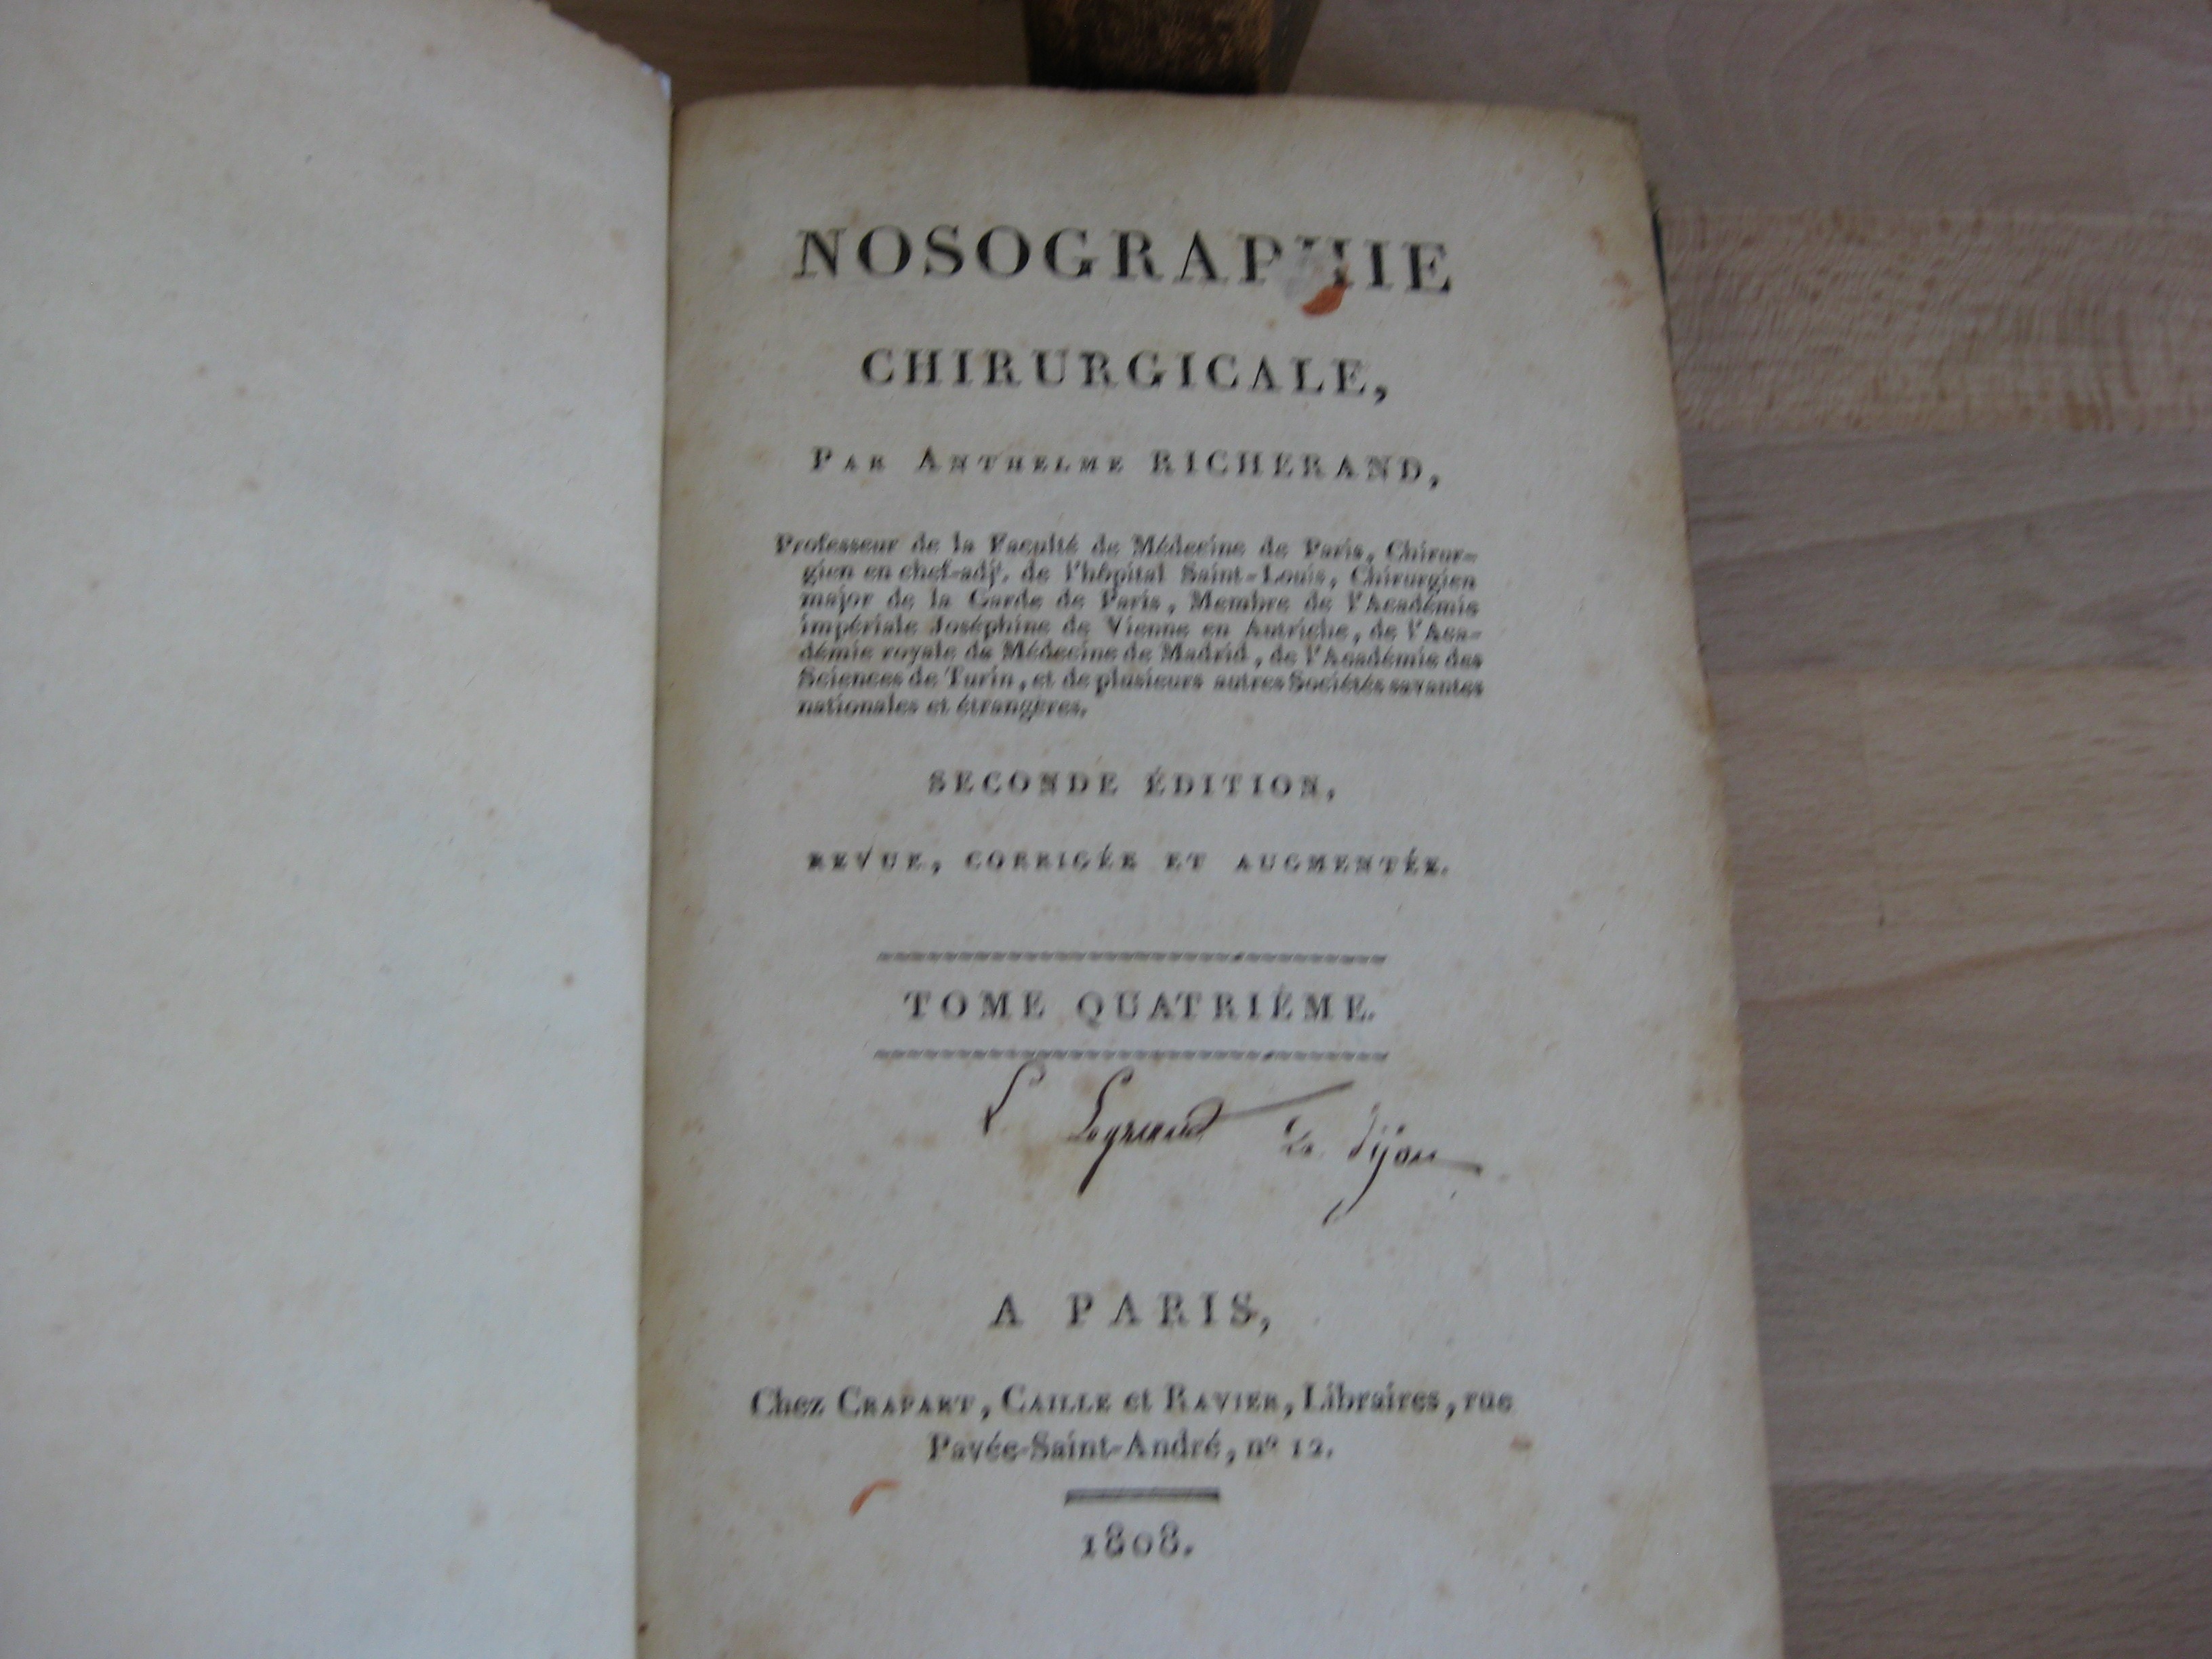 NOSOGRAPHIE
CHIRURGICALE,
PAR ANTHELME RICHERAND,
Professeur de la Faculté de Médecine de Paris, Chirur-
gien en chef-adj. de l'hôpital Saint-Louis, Chirurgien
major de la Garde de Paris, Membre de l'Académie
impériale Joséphine de Vienne en Autriche, de l'Aca-
démie royale de Médecine de Madrid, de l'Académie des
Sciences de Turin, et de plusieurs autres Sociétés savantes
nationales et étrangères.
SECONDE ÉDITION,
REVUE, CORRIGÉE ET AUGMENTÉE.
TOME QUATRIÈME.
L Legrand de dijon
A PARIS,
Chez CRAPART, CAILLE et RAVIER, Libraires, rue
Pavée-Saint-André, nº 12.
1808.